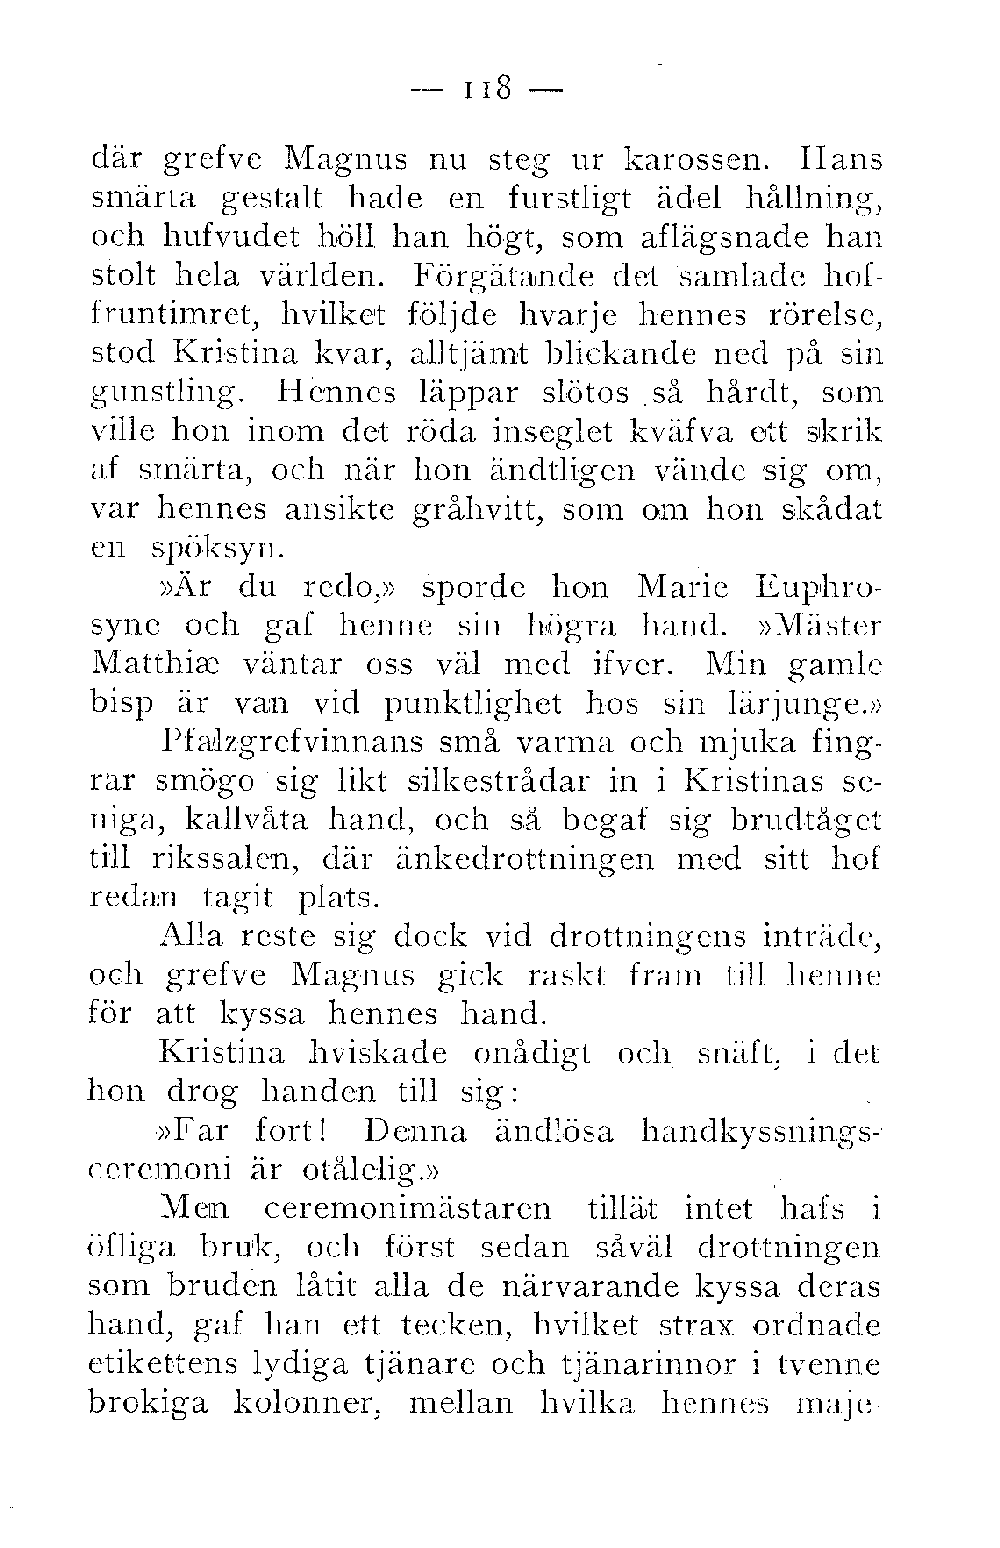 — 118 —
där grefve Magnus nu steg ur karossen. Hans
smärta gestalt hade en furstligt ädel hållning,
och hufvudet höll han högt, som aflägsnade han
stolt hela världen. Förgätande det samlade hof-
fruntimret, hvilket följde hvarje hennes rörelse,
stod Kristina kvar, alltjämt blickande ned på sin
gunstling. Hennes läppar slötos så hårdt, som
ville hon inom det röda inseglet kväfva ett skrik
af smärta, och när hon ändtligen vände sig om,
var hennes ansikte gråhvitt, som om hon skådat
en spöksyn.
»Är du redo,» sporde hon Marie Euphro-
syne och gaf henne sin högra hand. »Mäster
Matthiæ väntar oss väl med ifver. Min gamle
bisp är van vid punktlighet hos sin lärjunge.»
Pfalzgrefvinnans små varma och mjuka fing-
rar smögo sig likt silkestrådar in i Kristinas se-
niga, kallvåta hand, och så begaf sig brudtåget
till rikssalen, där änkedrottningen med sitt hof
redan tagit plats.
Alla reste sig dock vid drottningens inträde,
och grefve Magnus gick raskt fram till henne
för att kyssa hennes hand.
Kristina hviskade onådigt och snäft, i det
hon drog handen till sig:
»Far fort! Denna ändlösa handkyssnings-
ceremoni är otålelig.»
Men ceremonimästaren tillät intet hafs i
öfliga bruk, och först sedan såväl drottningen
som bruden låtit alla de närvarande kyssa deras
hand, gaf han ett tecken, hvilket strax ordnade
etikettens lydiga tjänare och tjänarinnor i tvenne
brokiga kolonner, mellan hvilka hennes maje-